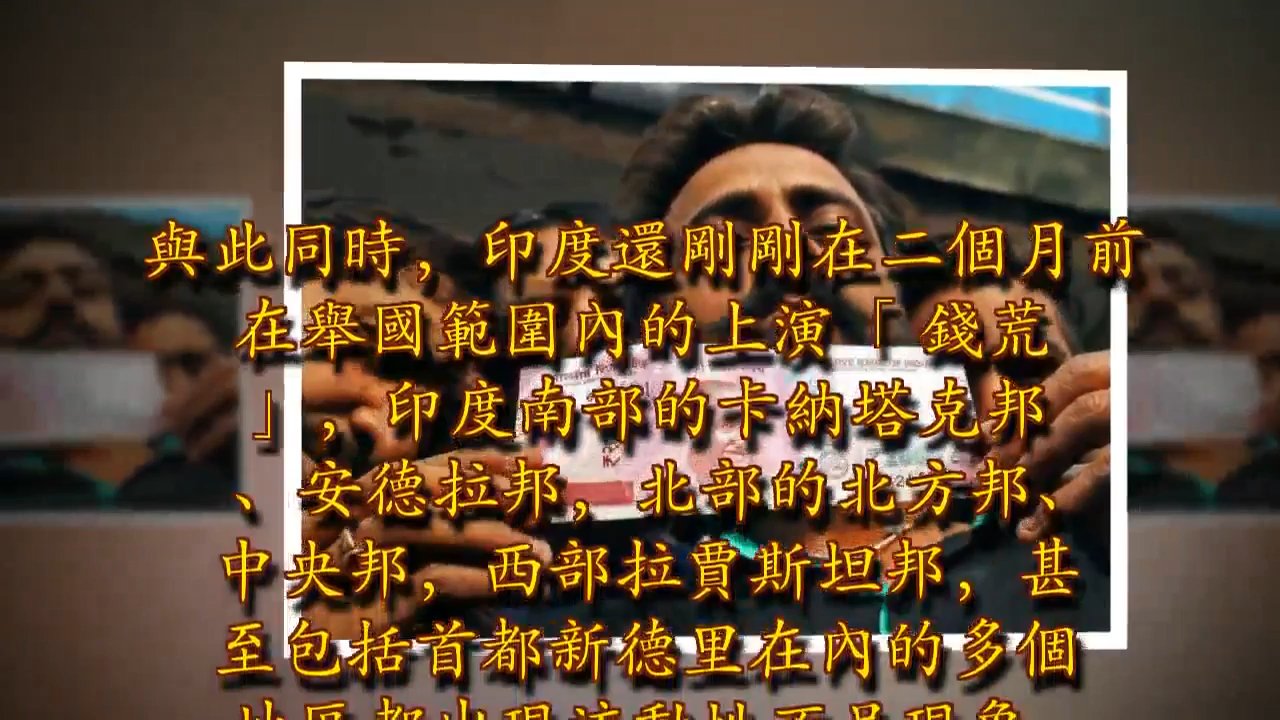 與此同時，印度還剛剛在二個月前
在舉國範圍內的上演「錢荒
」，印度南部的卡納塔克邦
、安德拉邦，北部的北方邦、
中央邦，西部拉賈斯坦邦，甚
至包括首都新德里在內的多個